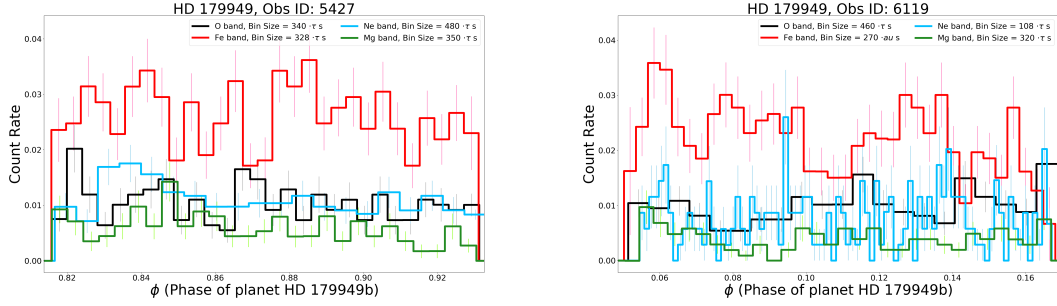 HD 179949, Obs ID: 5427
O band, Bin Size = 340 ·τ s
Fe band, Bin Size = 328 ·τ s
Ne band, Bin Size = 480 ·τ s
Mg band, Bin Size = 350 ·τ s
Count Rate
0.04
0.03
0.02
0.01
0.00
0.82 0.84 0.86 0.88 0.90 0.92
ϕ (Phase of planet HD 179949b)
HD 179949, Obs ID: 6119
O band, Bin Size = 460 ·τ s
Fe band, Bin Size = 270 ·au s
Ne band, Bin Size = 108 ·τ s
Mg band, Bin Size = 320 ·τ s
Count Rate
0.04
0.03
0.02
0.01
0.00
0.06 0.08 0.10 0.12 0.14 0.16
ϕ (Phase of planet HD 179949b)